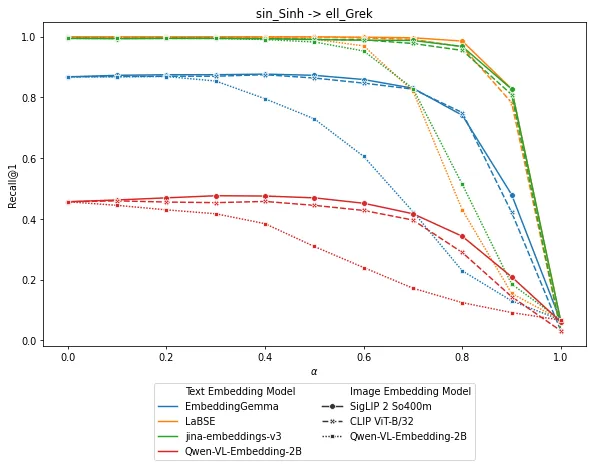 sin_Sinh -> ell_Grek
1.0
0.8
0.6
0.4
0.2
0.0
Recall@1
0.0 0.2 0.4 0.6 0.8 1.0
α
Text Embedding Model Image Embedding Model
EmbeddingGemma SigLIP 2 So400m
LaBSE CLIP ViT-B/32
jina-embeddings-v3 Qwen-VL-Embedding-2B
Qwen-VL-Embedding-2B